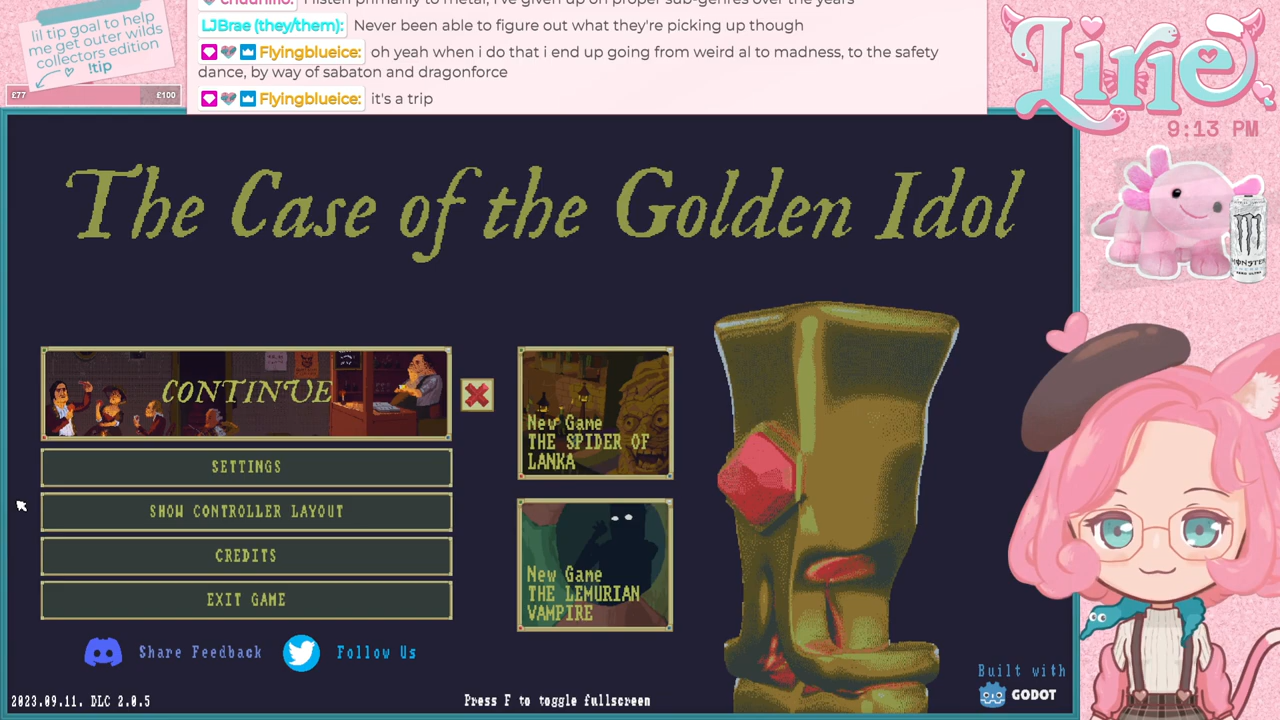 lil tip goal to help
me get outer wilds
collectors edition
!tip
£77
£100
I listen primarily to metal, i've given up on proper sub-genres over the years
LJBrae (they/them): Never been able to figure out what they're picking up though
Flyingblueice: oh yeah when i do that i end up going from weird al to madness, to the safety
dance, by way of sabaton and dragonforce
Flyingblueice: it's a trip
Lirie
9:13 PM
MONSTER
The Case of the Golden Idol
CONTINUE
SETTINGS
SHOW CONTROLLER LAYOUT
CREDITS
EXIT GAME
New Game
THE SPIDER OF
LANKA
New Game
THE LEMURIAN
VAMPIRE
Share Feedback
Follow Us
2023.09.11. DLC 2.0.5
Press F to toggle fullscreen
Built with
GODOT